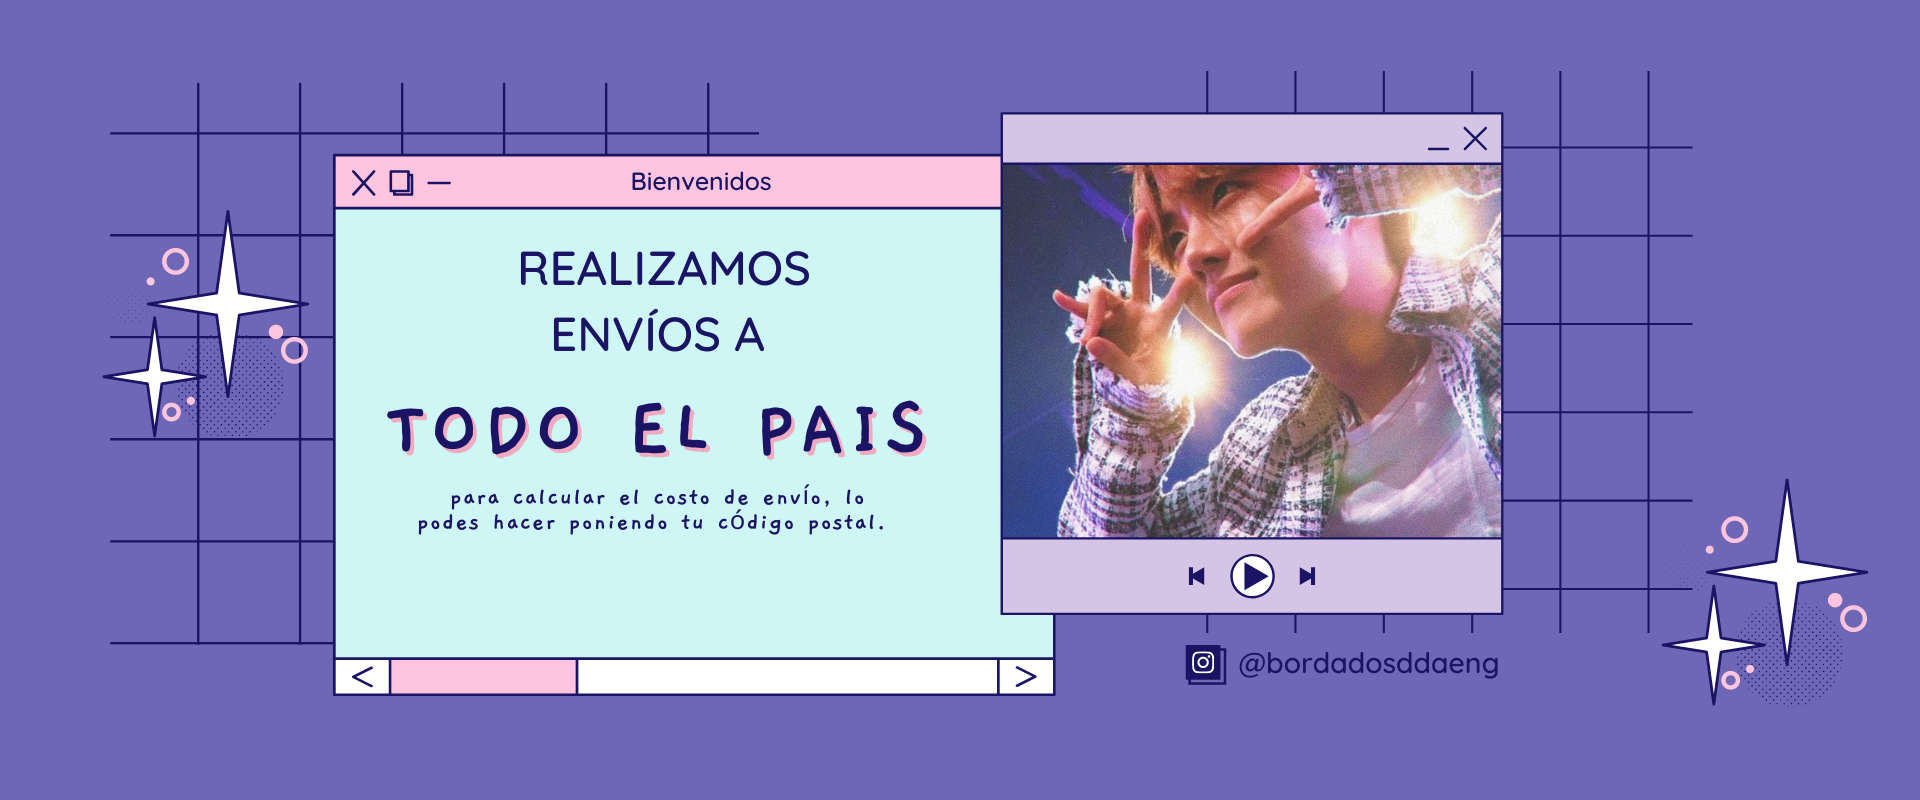 Bienvenidos
REALIZAMOS
ENVÍOS A
TODO EL PAIS
para calcular el costo de envÍo, lo
podes hacer poniendo tu cÓdigo postal.
@bordadosddaeng